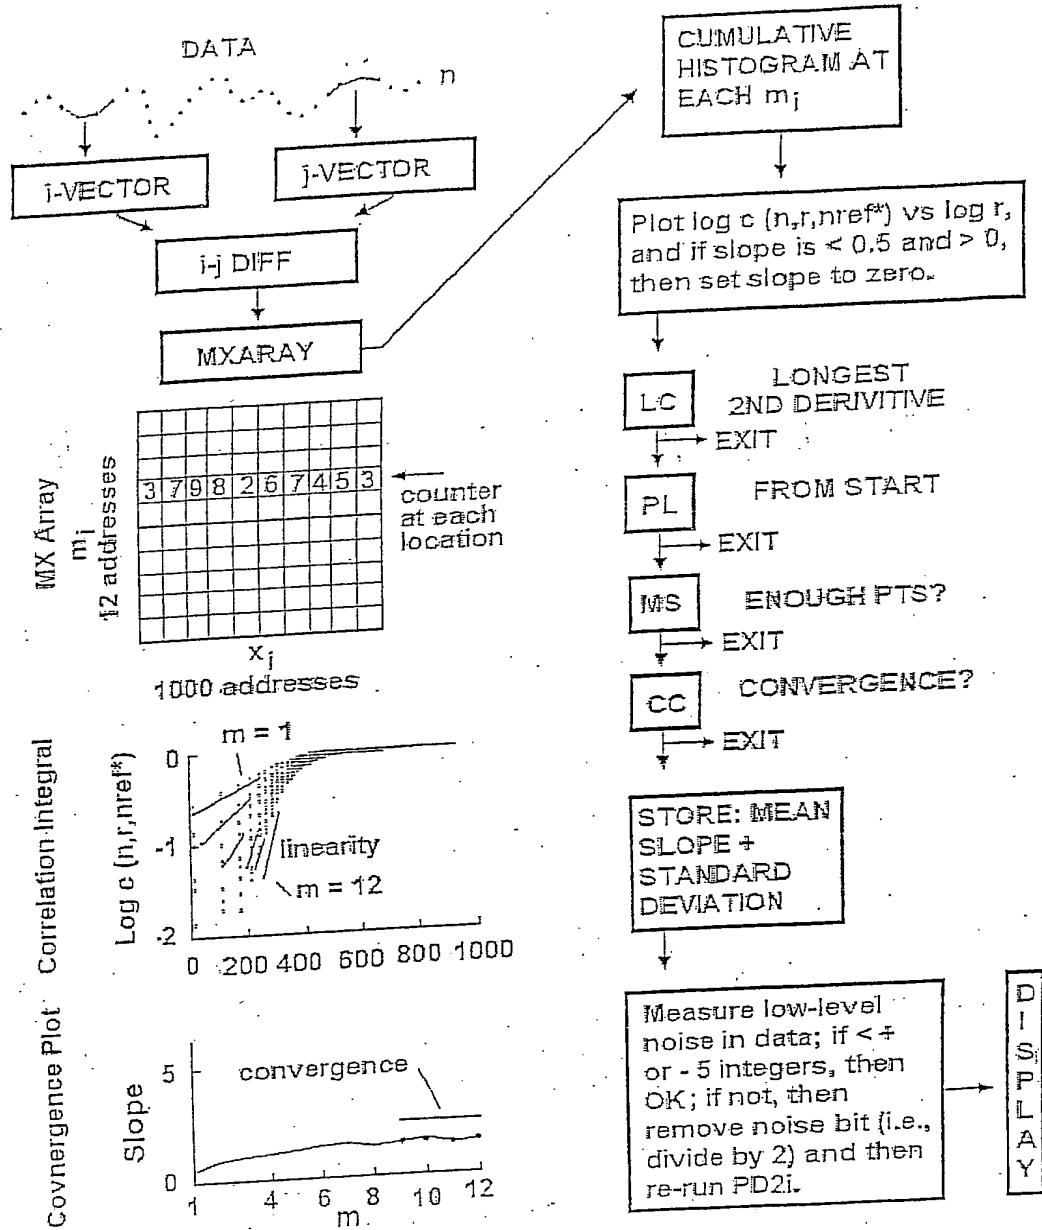 DATA
n
i-VECTOR
j-VECTOR
i-j DIFF
MXARAY
MX Array
mj
12 addresses
3 7 9 8 2 6 7 4 5 3
counter
at each
location
xj
1000 addresses
Correlation Integral
Log c (n,r,nref*)
0
-1
-2
m = 1
linearity
m = 12
0 200 400 600 800 1000
Covnergence Plot
Slope
5
0
convergence
1 4 8 10 12
m
CUMULATIVE
HISTOGRAM AT
EACH mj
Plot log c (n,r,nref*) vs log r,
and if slope is < 0.5 and > 0,
then set slope to zero.
LC
LONGEST
2ND DERIVITIVE
EXIT
PL
FROM START
EXIT
MS
ENOUGH PTS?
EXIT
CC
CONVERGENCE?
EXIT
STORE: MEAN
SLOPE +
STANDARD
DEVIATION
Measure low-level
noise in data; if < +
or - 5 integers, then
OK; if not, then
remove noise bit (i.e.,
divide by 2) and then
re-run PD2i.
DISPLAY